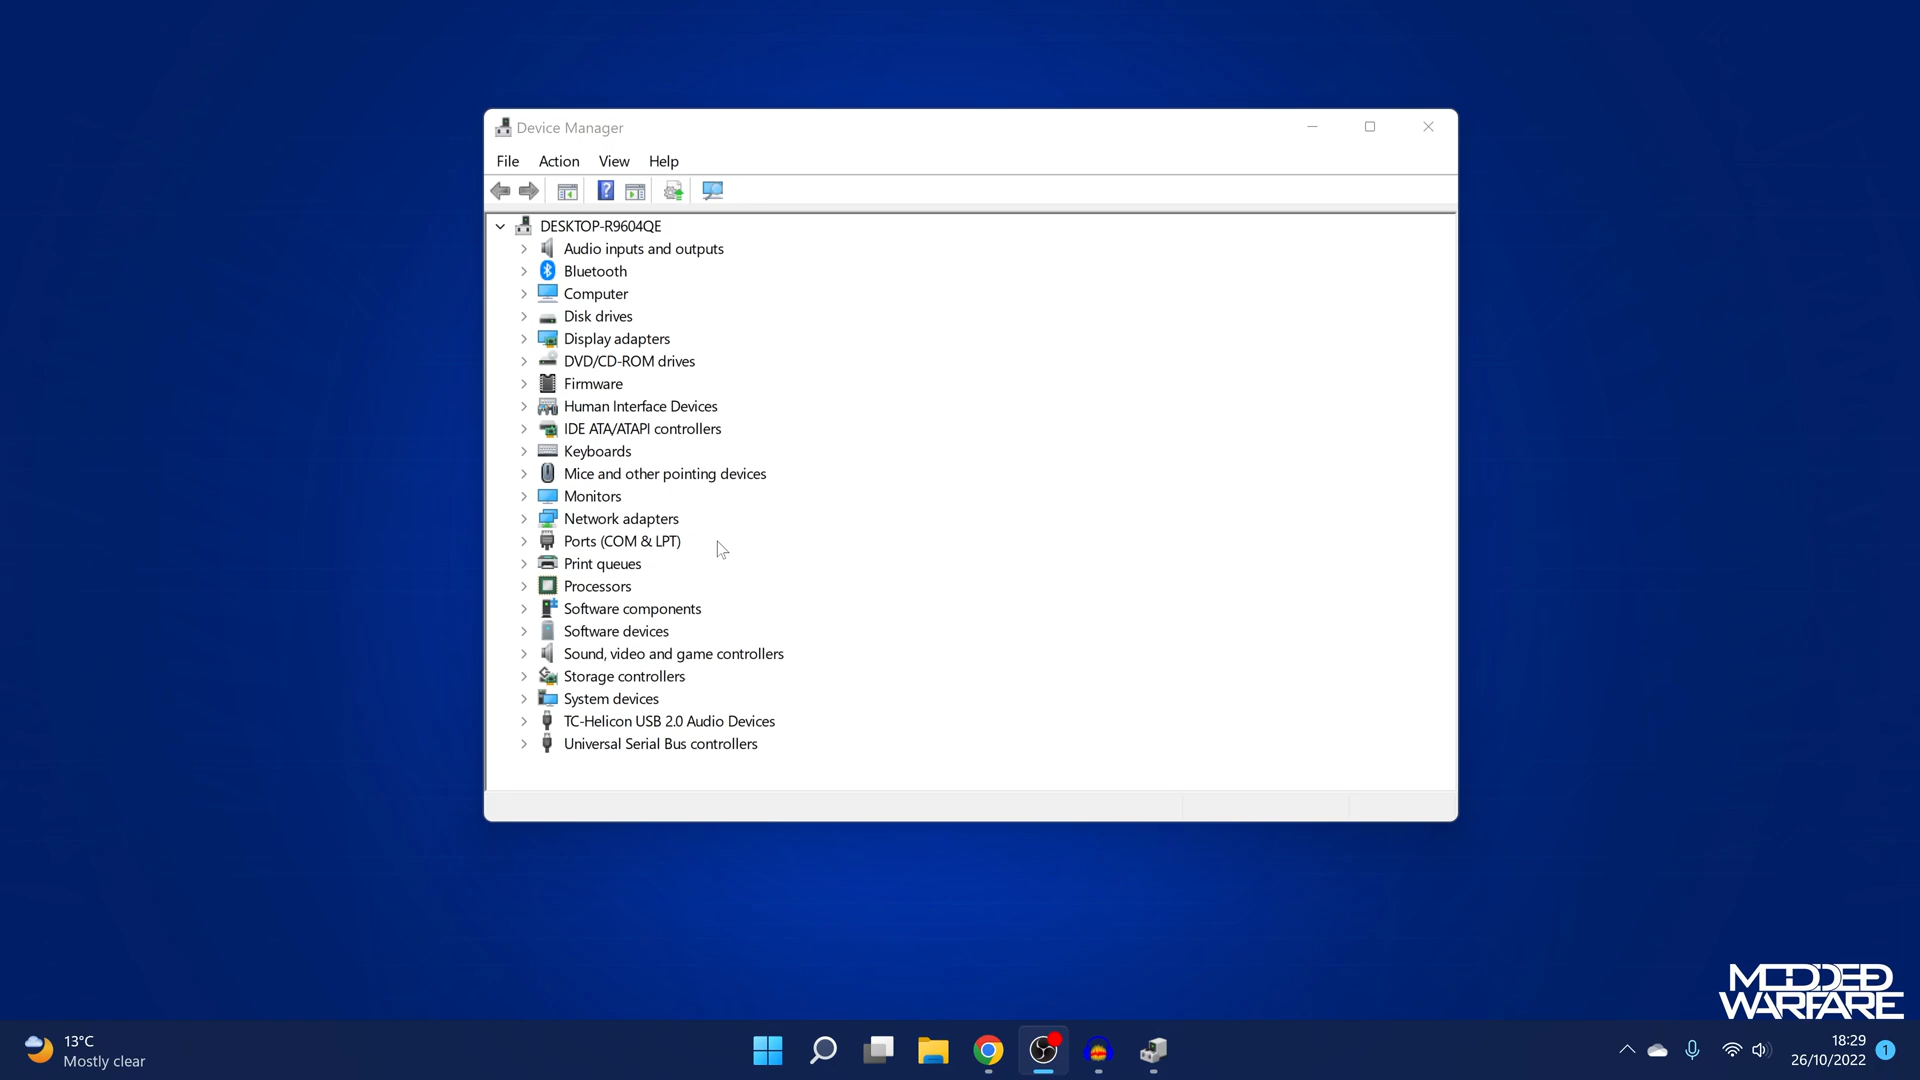 Device Manager
File Action View Help
DESKTOP-R9604QE
Audio inputs and outputs
Bluetooth
Computer
Disk drives
Display adapters
DVD/CD-ROM drives
Firmware
Human Interface Devices
IDE ATA/ATAPI controllers
Keyboards
Mice and other pointing devices
Monitors
Network adapters
Ports (COM & LPT)
Print queues
Processors
Software components
Software devices
Sound, video and game controllers
Storage controllers
System devices
TC-Helicon USB 2.0 Audio Devices
Universal Serial Bus controllers
MODDED
WARFARE
13°C
Mostly clear
18:29
26/10/2022
1